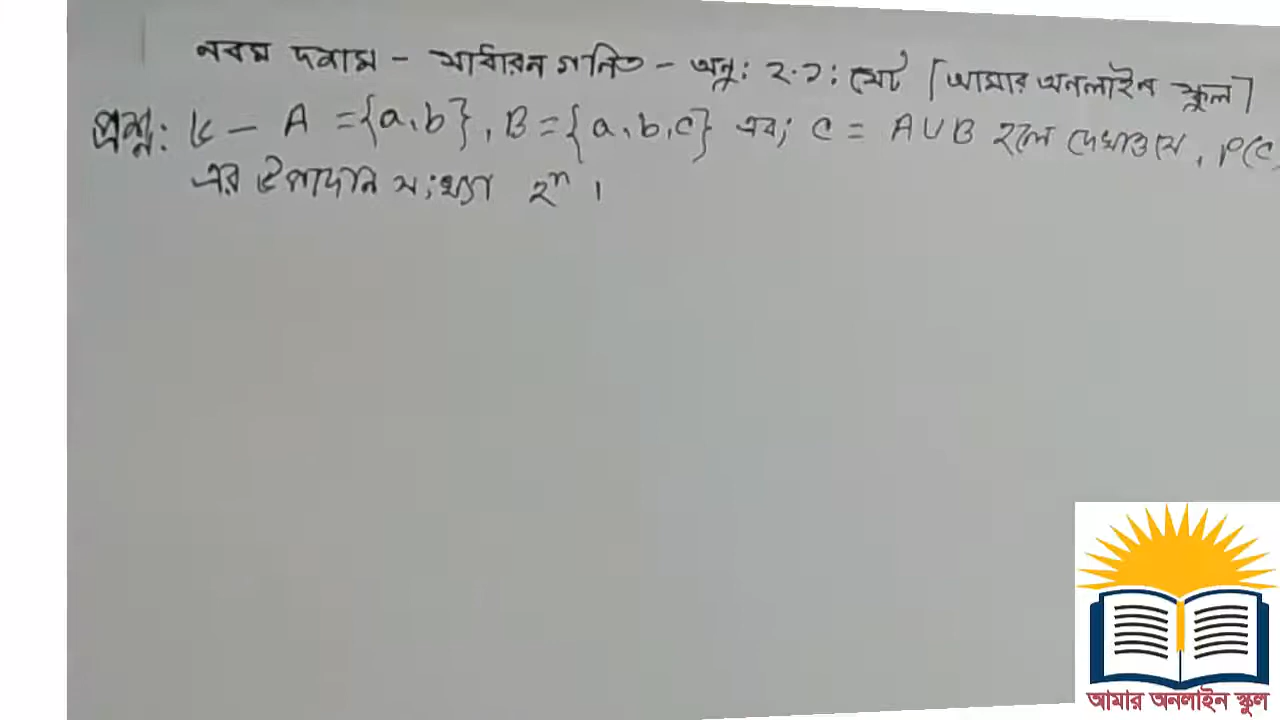 নবম দশম - সাধারন গনিত - অনু: ২.১: সেট [আমার অনলাইন স্কুল]
প্রশ্ন: ৮ - A = {a, b}, B = {a, b, c} এবং C = A∪B হলে দেখাও যে, P(C
এর উপাদান সংখ্যা 2ⁿ ।
আমার অনলাইন স্কুল